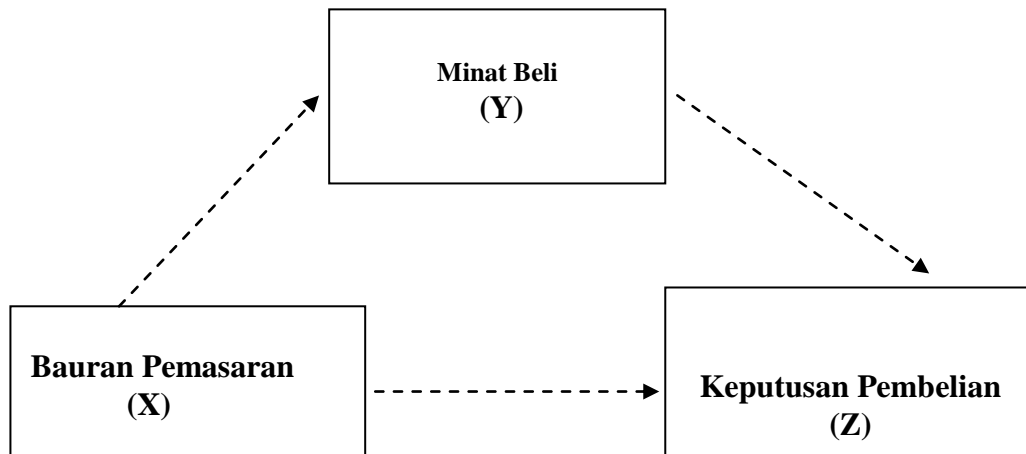 Minat Beli
(Y)
Bauran Pemasaran
(X)
Keputusan Pembelian
(Z)